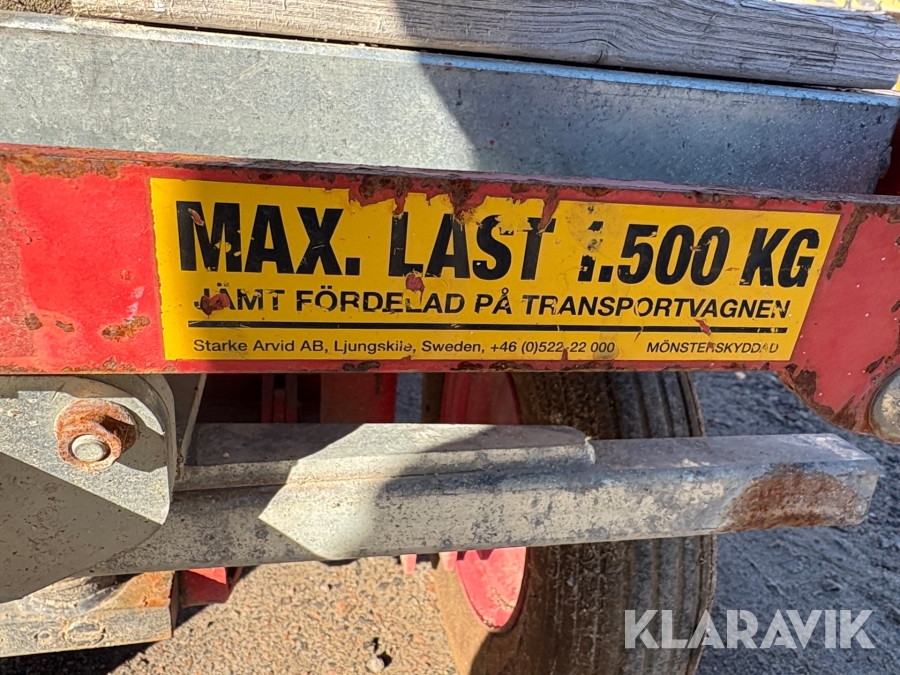 MAX. LAST 1.500 KG
JÄMT FÖRDELAD PÅ TRANSPORTVAGNEN
Starke Arvid AB, Ljungskile, Sweden, +46 (0)522-22 000 MÖNSTERSKYDDAD
KLARAVIK